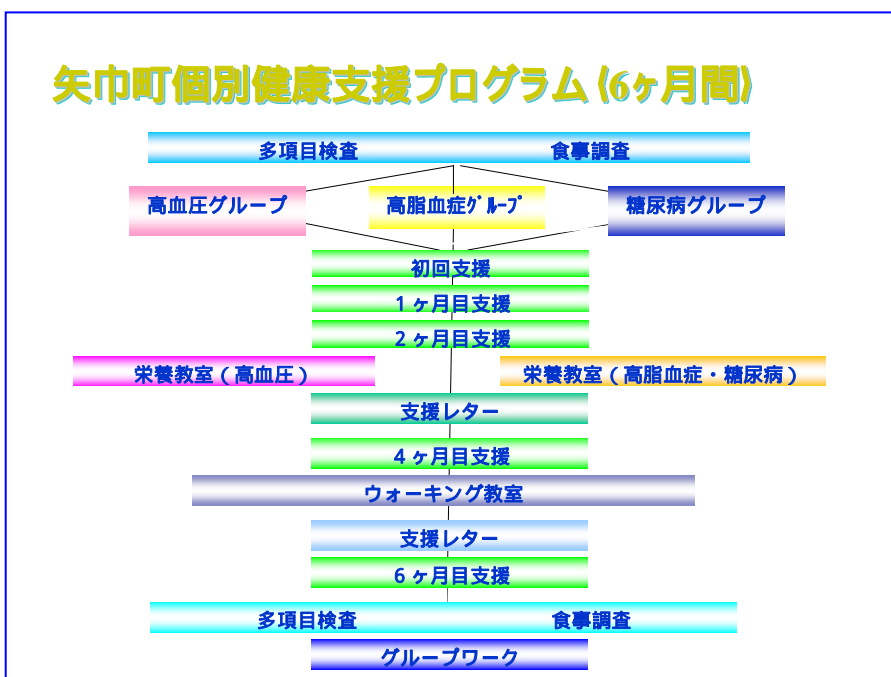 矢巾町個別健康支援プログラム(6ヶ月間)
多項目検査 食事調査
高血圧グループ 高脂血症ｸﾞﾙｰﾌﾟ 糖尿病グループ
初回支援
1ヶ月目支援
2ヶ月目支援
栄養教室（高血圧） 栄養教室（高脂血症・糖尿病）
支援レター
4ヶ月目支援
ウォーキング教室
支援レター
6ヶ月目支援
多項目検査 食事調査
グループワーク